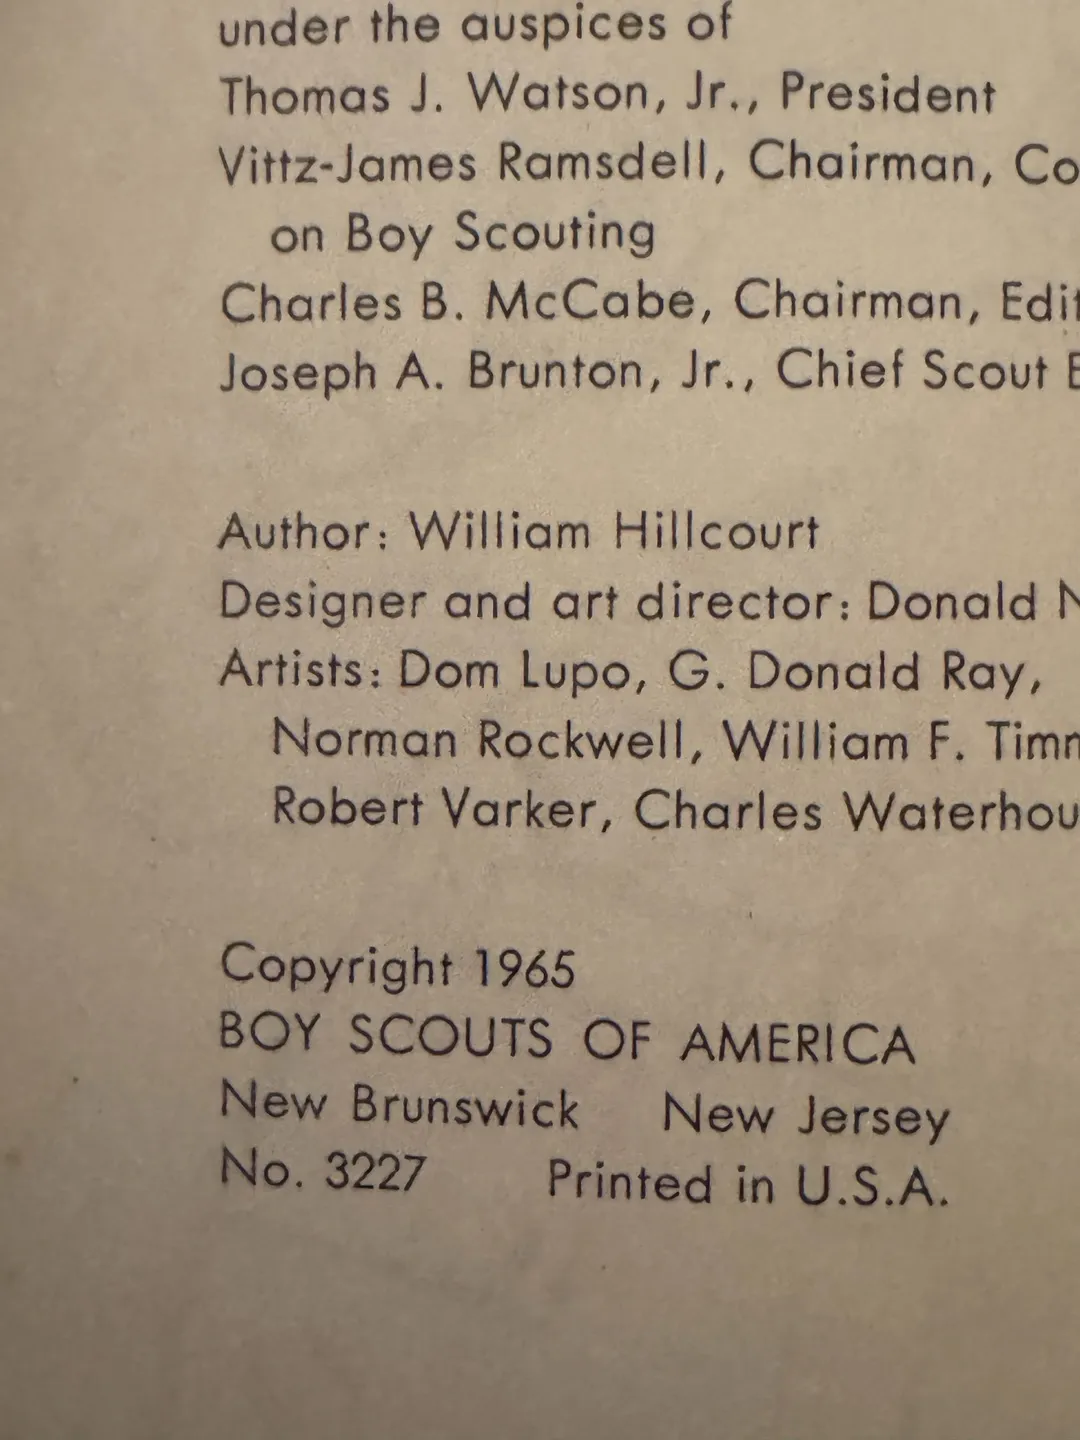 under the auspices of
Thomas J. Watson, Jr., President
Vittz-James Ramsdell, Chairman, Co
on Boy Scouting
Charles B. McCabe, Chairman, Edit
Joseph A. Brunton, Jr., Chief Scout E
Author: William Hillcourt
Designer and art director: Donald N
Artists: Dom Lupo, G. Donald Ray,
Norman Rockwell, William F. Timm
Robert Varker, Charles Waterhou
Copyright 1965
BOY SCOUTS OF AMERICA
New Brunswick New Jersey
No. 3227 Printed in U.S.A.